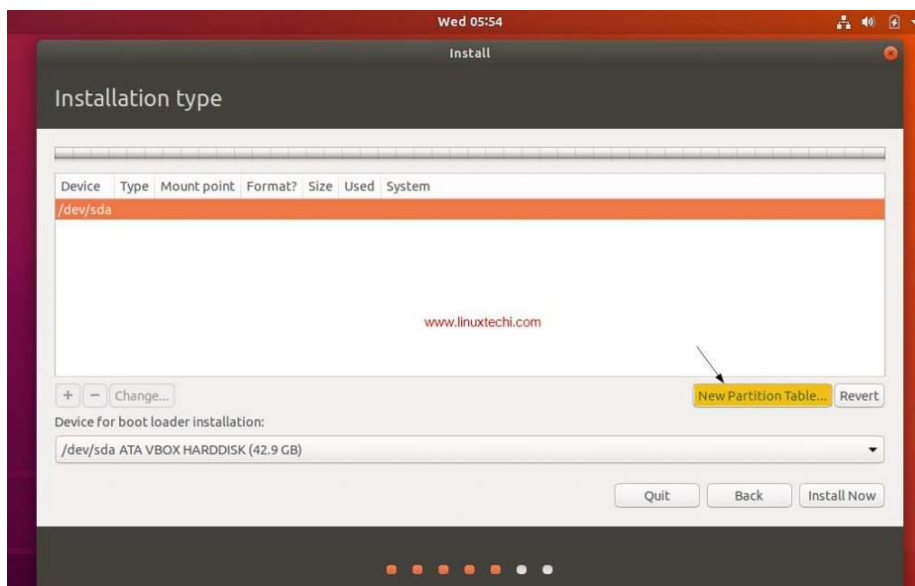 Wed 05:54
Install
Installation type
Device Type Mount point Format? Size Used System
/dev/sda
www.linuxtechi.com
+ − Change... New Partition Table... Revert
Device for boot loader installation:
/dev/sda ATA VBOX HARDDISK (42.9 GB)
Quit Back Install Now